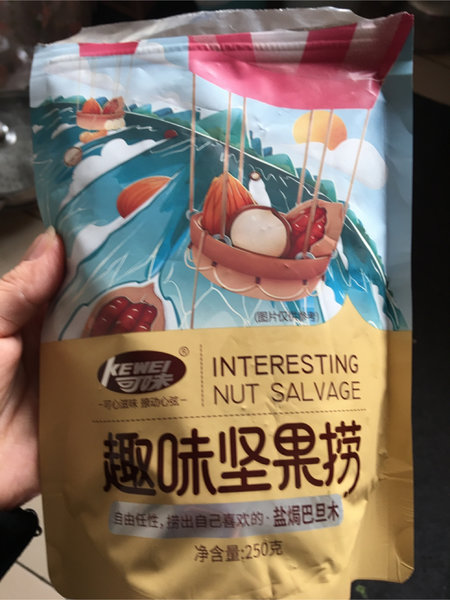 (图片仅供参考)
KEWEI®
可味
-可心滋味 撩动心弦-
INTERESTING
NUT SALVAGE
趣味坚果捞
自由任性,捞出自己喜欢的·盐焗巴旦木
净含量:250克